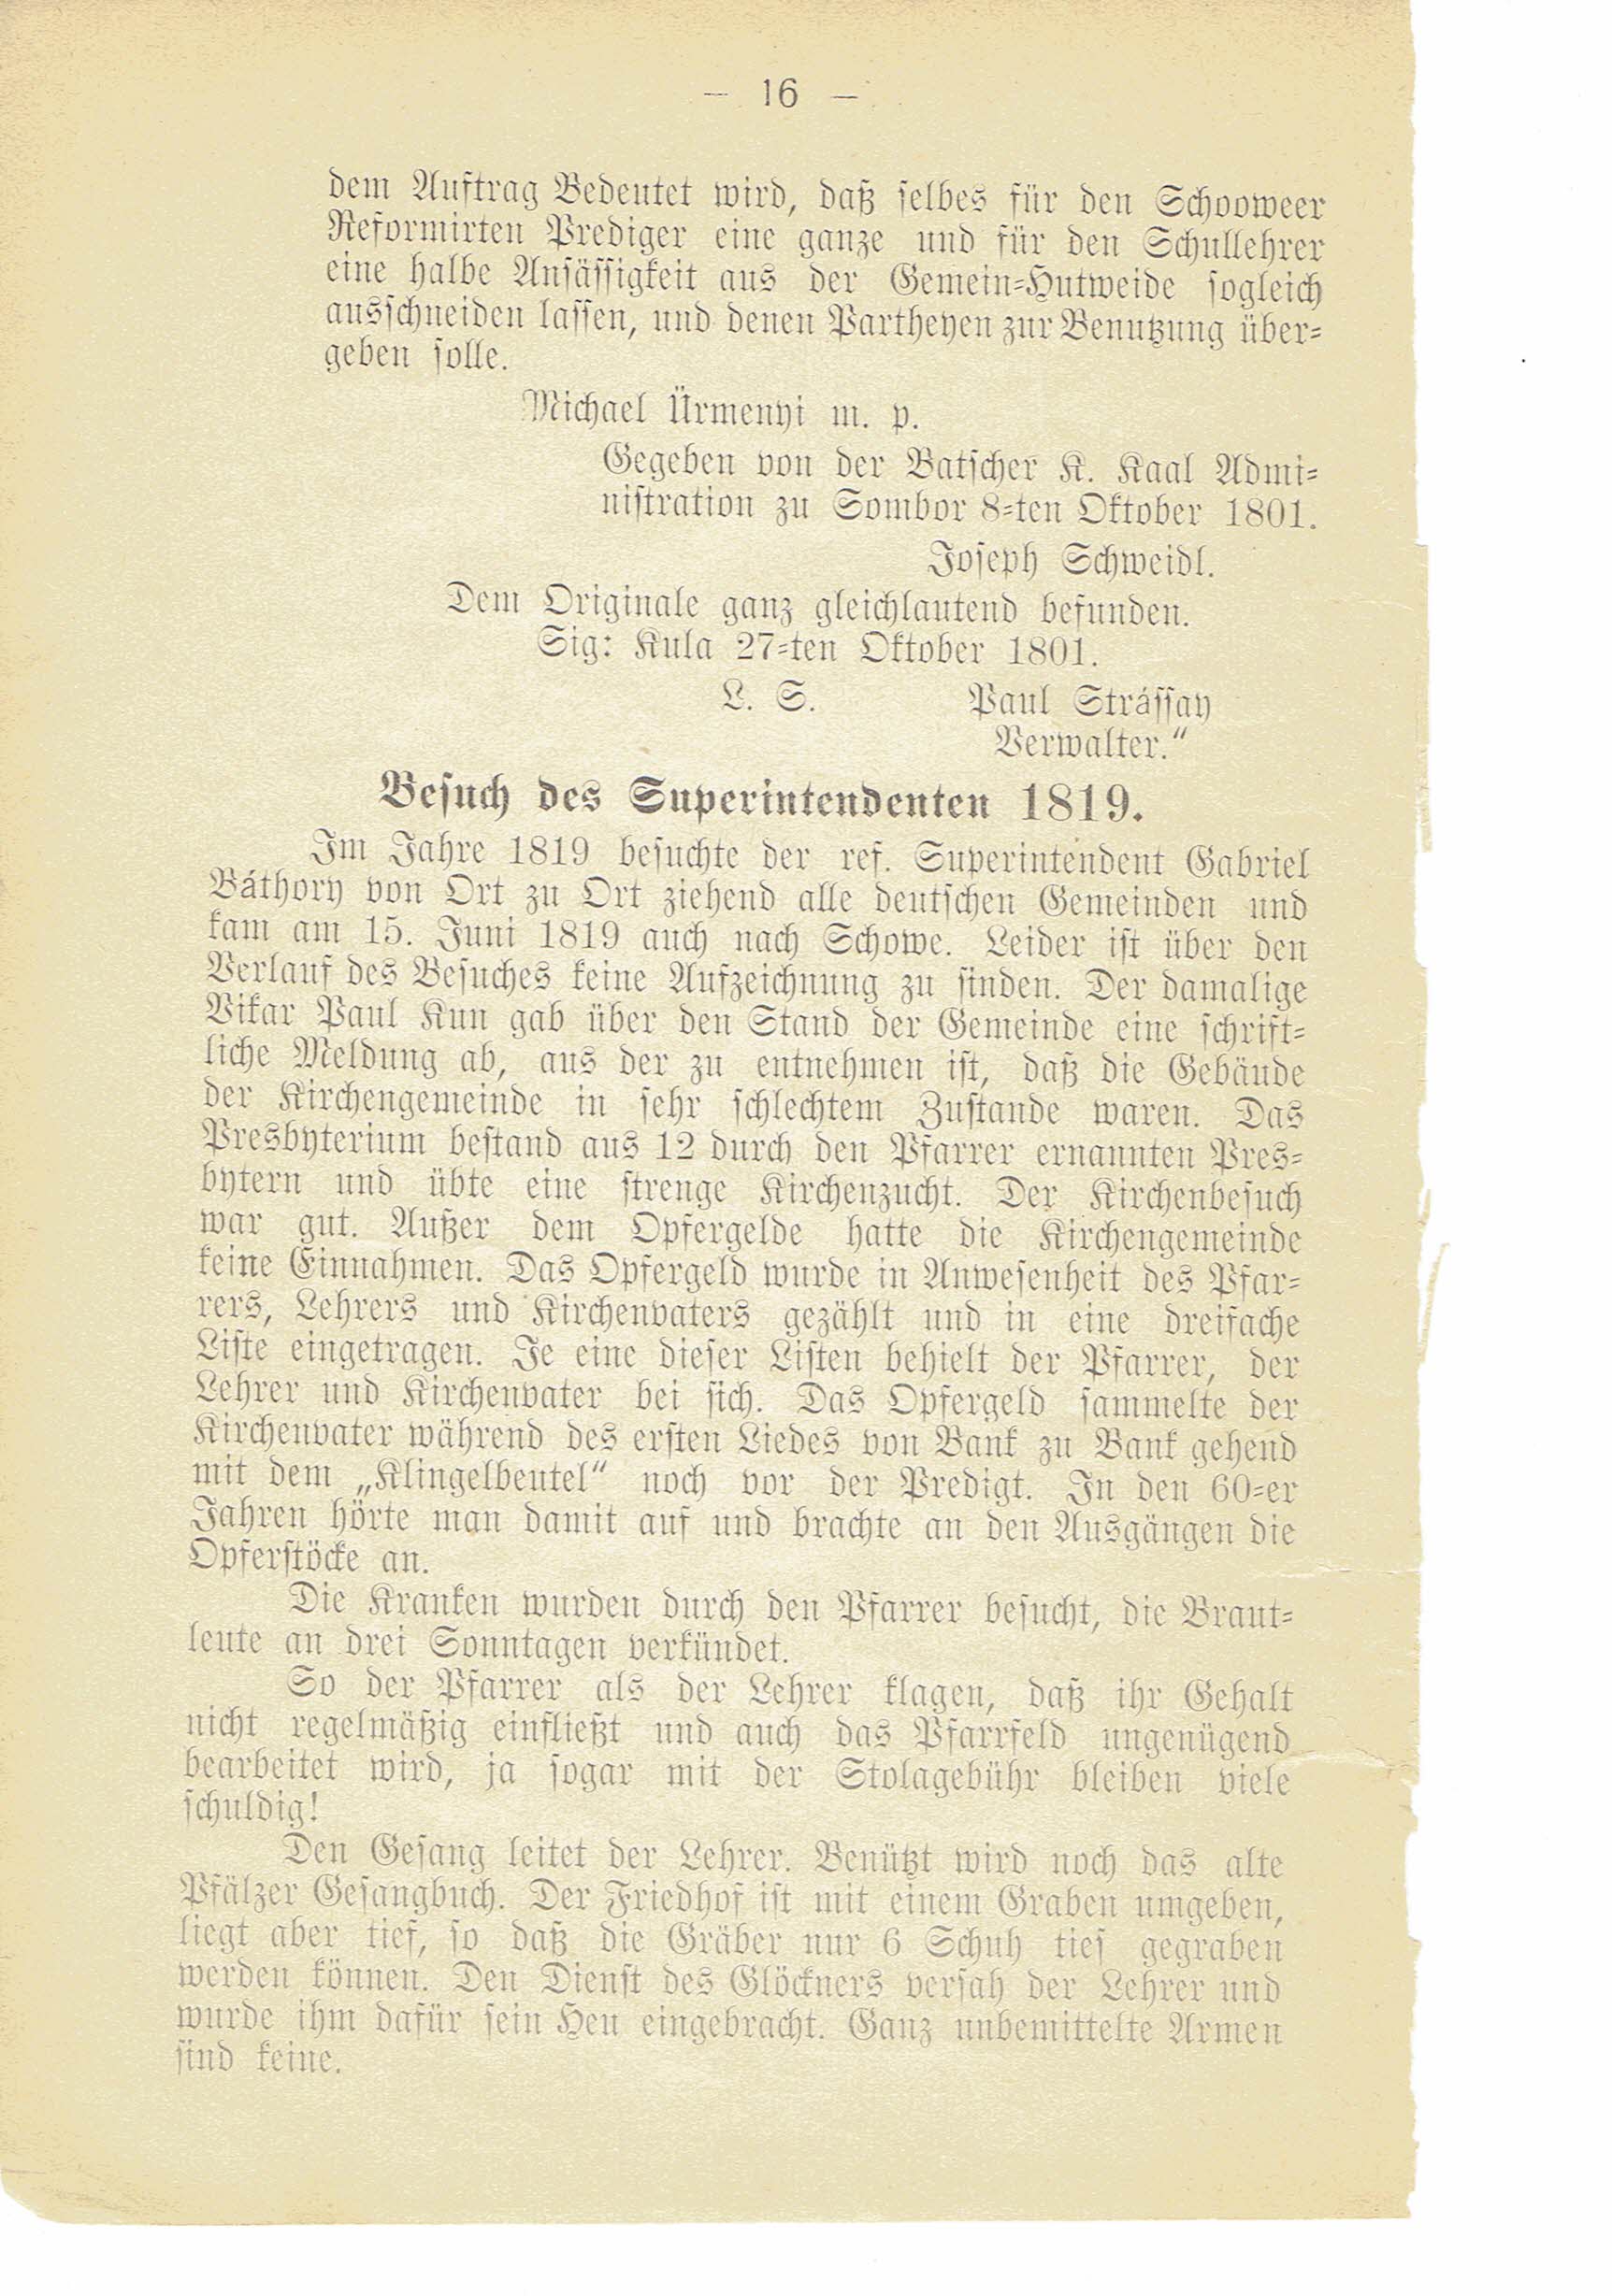 — 16 —
dem Auftrag Bedeutet wird, daß selbes für den Schooweer
Reformirten Prediger eine ganze und für den Schullehrer
eine halbe Ansässigkeit aus der Gemein-Hutweide sogleich
ausschneiden lassen, und denen Partheyen zur Benutzung über-
geben solle.
Michael Ürmenyi m. p.
Gegeben von der Batscher K. Kaal Admi-
nistration zu Sombor 8-ten Oktober 1801.
Joseph Schweidl.
Dem Originale ganz gleichlautend befunden.
Sig: Kula 27-ten Oktober 1801.
L. S. Paul Strássay
Verwalter.“
Besuch des Superintendenten 1819.
Im Jahre 1819 besuchte der ref. Superintendent Gabriel
Báthory von Ort zu Ort ziehend alle deutschen Gemeinden und
kam am 15. Juni 1819 auch nach Schowe. Leider ist über den
Verlauf des Besuches keine Aufzeichnung zu finden. Der damalige
Vikar Paul Kun gab über den Stand der Gemeinde eine schrift-
liche Meldung ab, aus der zu entnehmen ist, daß die Gebäude
der Kirchengemeinde in sehr schlechtem Zustande waren. Das
Presbyterium bestand aus 12 durch den Pfarrer ernannten Pres-
bytern und übte eine strenge Kirchenzucht. Der Kirchenbesuch
war gut. Außer dem Opfergelde hatte die Kirchengemeinde
keine Einnahmen. Das Opfergeld wurde in Anwesenheit des Pfar-
rers, Lehrers und Kirchenvaters gezählt und in eine dreifache
Liste eingetragen. Je eine dieser Listen behielt der Pfarrer, der
Lehrer und Kirchenvater bei sich. Das Opfergeld sammelte der
Kirchenvater während des ersten Liedes von Bank zu Bank gehend
mit dem „Klingelbeutel“ noch vor der Predigt. In den 60-er
Jahren hörte man damit auf und brachte an den Ausgängen die
Opferstöcke an.
Die Kranken wurden durch den Pfarrer besucht, die Braut-
leute an drei Sonntagen verkündet.
So der Pfarrer als der Lehrer klagen, daß ihr Gehalt
nicht regelmäßig einfließt und auch das Pfarrfeld ungenügend
bearbeitet wird, ja sogar mit der Stolagebühr bleiben viele
schuldig!
Den Gesang leitet der Lehrer. Benützt wird noch das alte
Pfälzer Gesangbuch. Der Friedhof ist mit einem Graben umgeben,
liegt aber tief, so daß die Gräber nur 6 Schuh ties gegraben
werden können. Den Dienst des Glöckners versah der Lehrer und
wurde ihm dafür sein Heu eingebracht. Ganz unbemittelte Armen
sind keine.